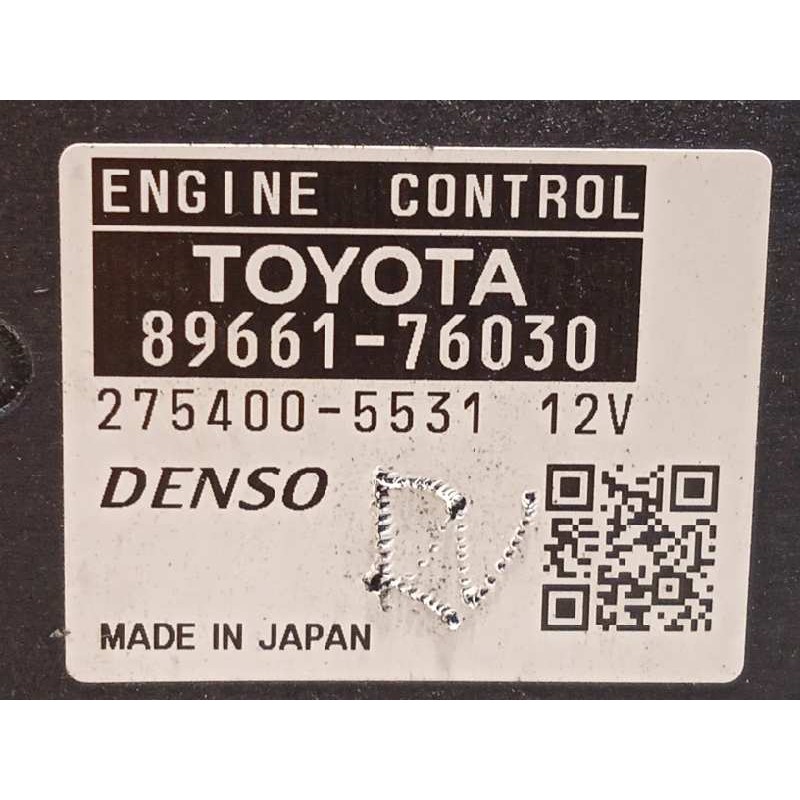 ENGINE CONTROL
TOYOTA
89661-76030
275400-5531 12V
DENSO
MADE IN JAPAN